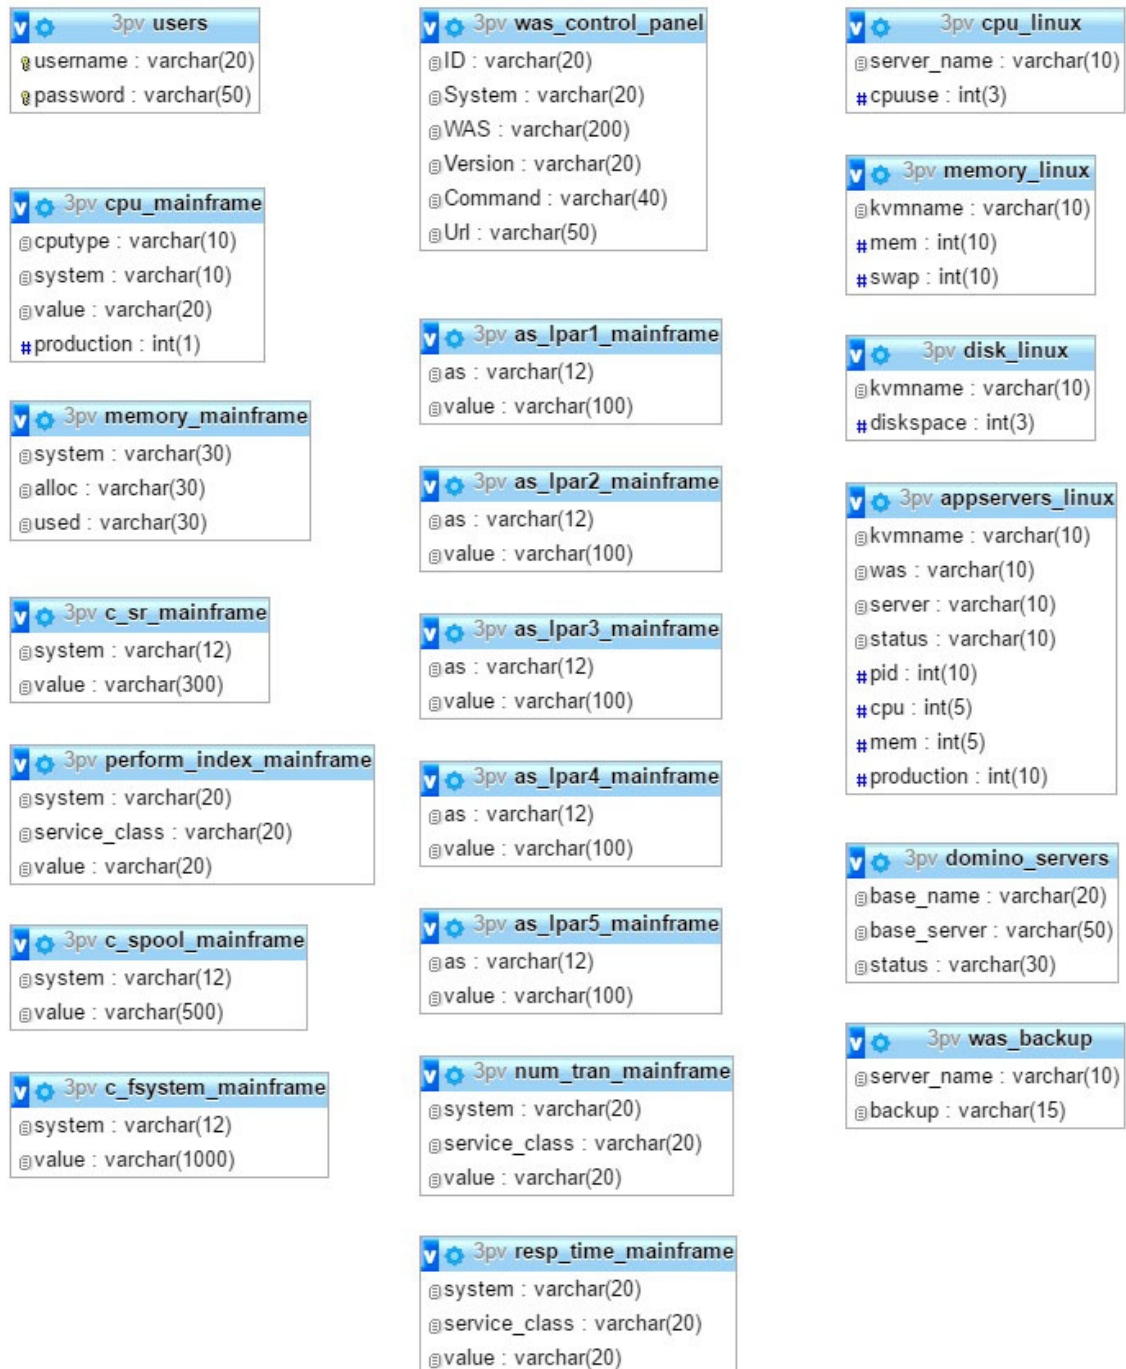 3pv users
username : varchar(20)
password : varchar(50)
3pv cpu_mainframe
cputype : varchar(10)
system : varchar(10)
value : varchar(20)
production : int(1)
3pv memory_mainframe
system : varchar(30)
alloc : varchar(30)
used : varchar(30)
3pv c_sr_mainframe
system : varchar(12)
value : varchar(300)
3pv perform_index_mainframe
system : varchar(20)
service_class : varchar(20)
value : varchar(20)
3pv c_spool_mainframe
system : varchar(12)
value : varchar(500)
3pv c_fsystem_mainframe
system : varchar(12)
value : varchar(1000)
3pv was_control_panel
ID : varchar(20)
System : varchar(20)
WAS : varchar(200)
Version : varchar(20)
Command : varchar(40)
Url : varchar(50)
3pv as_lpar1_mainframe
as : varchar(12)
value : varchar(100)
3pv as_lpar2_mainframe
as : varchar(12)
value : varchar(100)
3pv as_lpar3_mainframe
as : varchar(12)
value : varchar(100)
3pv as_lpar4_mainframe
as : varchar(12)
value : varchar(100)
3pv as_lpar5_mainframe
as : varchar(12)
value : varchar(100)
3pv num_tran_mainframe
system : varchar(20)
service_class : varchar(20)
value : varchar(20)
3pv resp_time_mainframe
system : varchar(20)
service_class : varchar(20)
value : varchar(20)
3pv cpu_linux
server_name : varchar(10)
# cpuuse : int(3)
3pv memory_linux
kvmname : varchar(10)
# mem : int(10)
# swap : int(10)
3pv disk_linux
kvmname : varchar(10)
# diskspace : int(3)
3pv appservers_linux
kvmname : varchar(10)
was : varchar(10)
server : varchar(10)
status : varchar(10)
# pid : int(10)
# cpu : int(5)
# mem : int(5)
# production : int(10)
3pv domino_servers
base_name : varchar(20)
base_server : varchar(50)
status : varchar(30)
3pv was_backup
server_name : varchar(10)
backup : varchar(15)